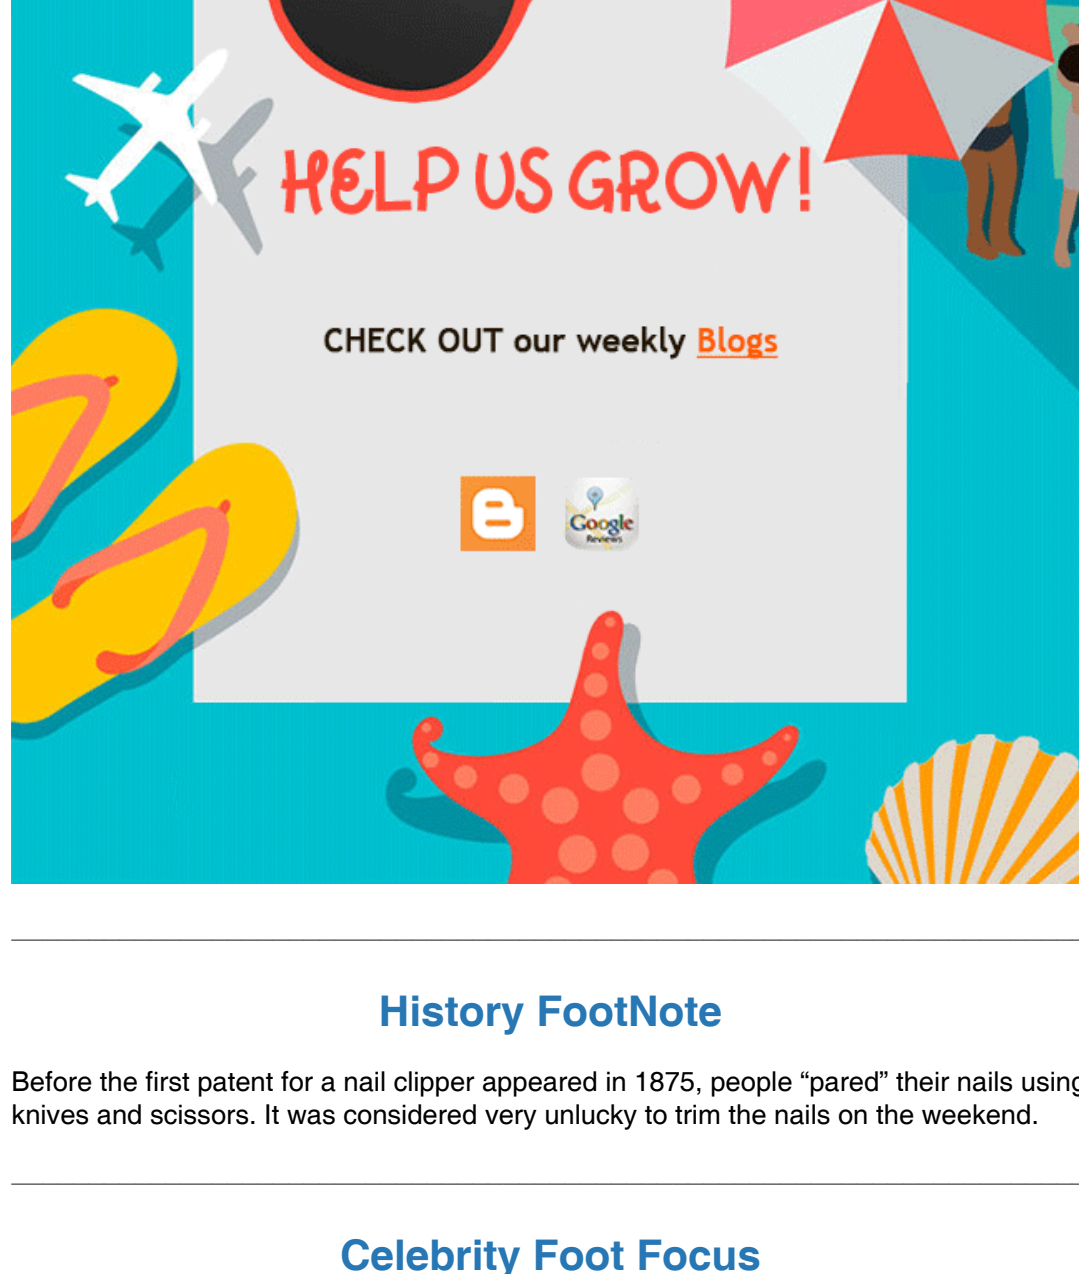 HELP US GROW!
CHECK OUT our weekly Blogs
Google
Reviews
History FootNote
Before the first patent for a nail clipper appeared in 1875, people “pared” their nails using
knives and scissors. It was considered very unlucky to trim the nails on the weekend.
Celebrity Foot Focus